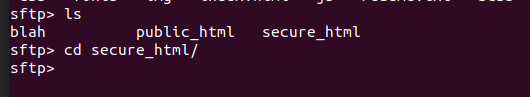 sftp> ls
blah public_html secure_html
sftp> cd secure_html/
sftp>